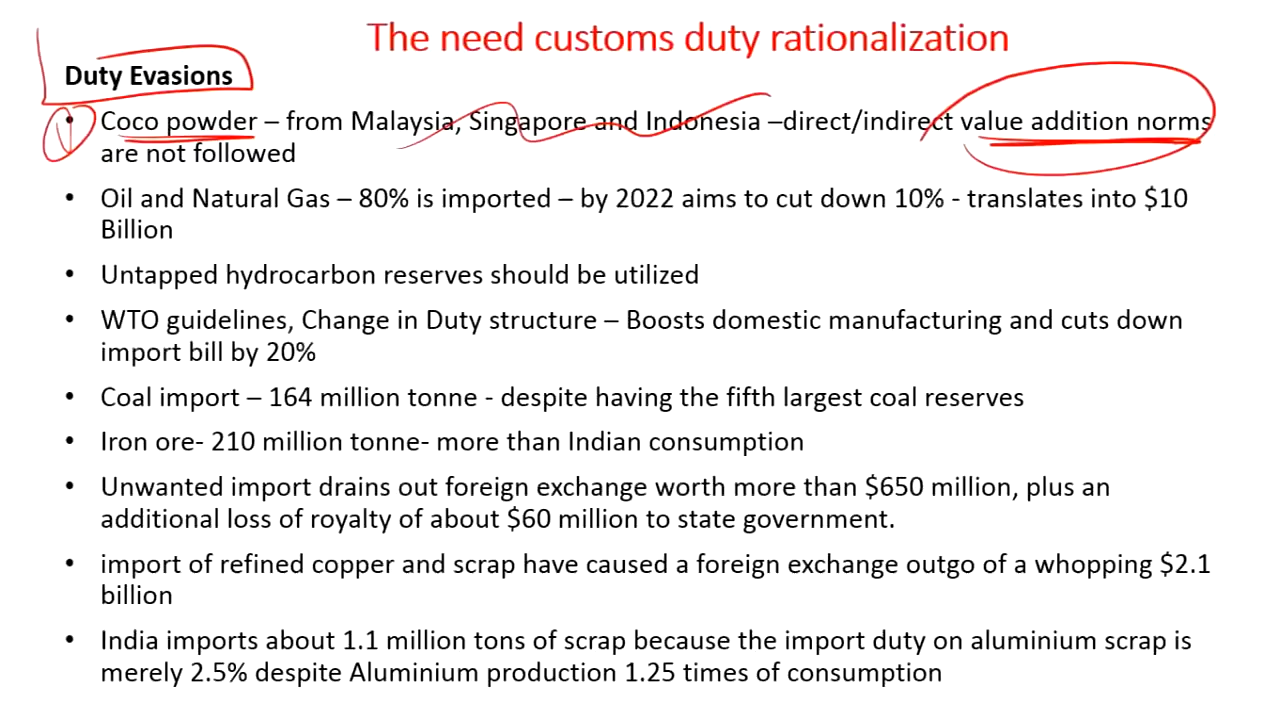 The need customs duty rationalization
Duty Evasions
• Coco powder – from Malaysia, Singapore and Indonesia –direct/indirect value addition norms
are not followed
• Oil and Natural Gas – 80% is imported – by 2022 aims to cut down 10% - translates into $10
Billion
• Untapped hydrocarbon reserves should be utilized
• WTO guidelines, Change in Duty structure – Boosts domestic manufacturing and cuts down
import bill by 20%
• Coal import – 164 million tonne - despite having the fifth largest coal reserves
• Iron ore- 210 million tonne- more than Indian consumption
• Unwanted import drains out foreign exchange worth more than $650 million, plus an
additional loss of royalty of about $60 million to state government.
• import of refined copper and scrap have caused a foreign exchange outgo of a whopping $2.1
billion
• India imports about 1.1 million tons of scrap because the import duty on aluminium scrap is
merely 2.5% despite Aluminium production 1.25 times of consumption